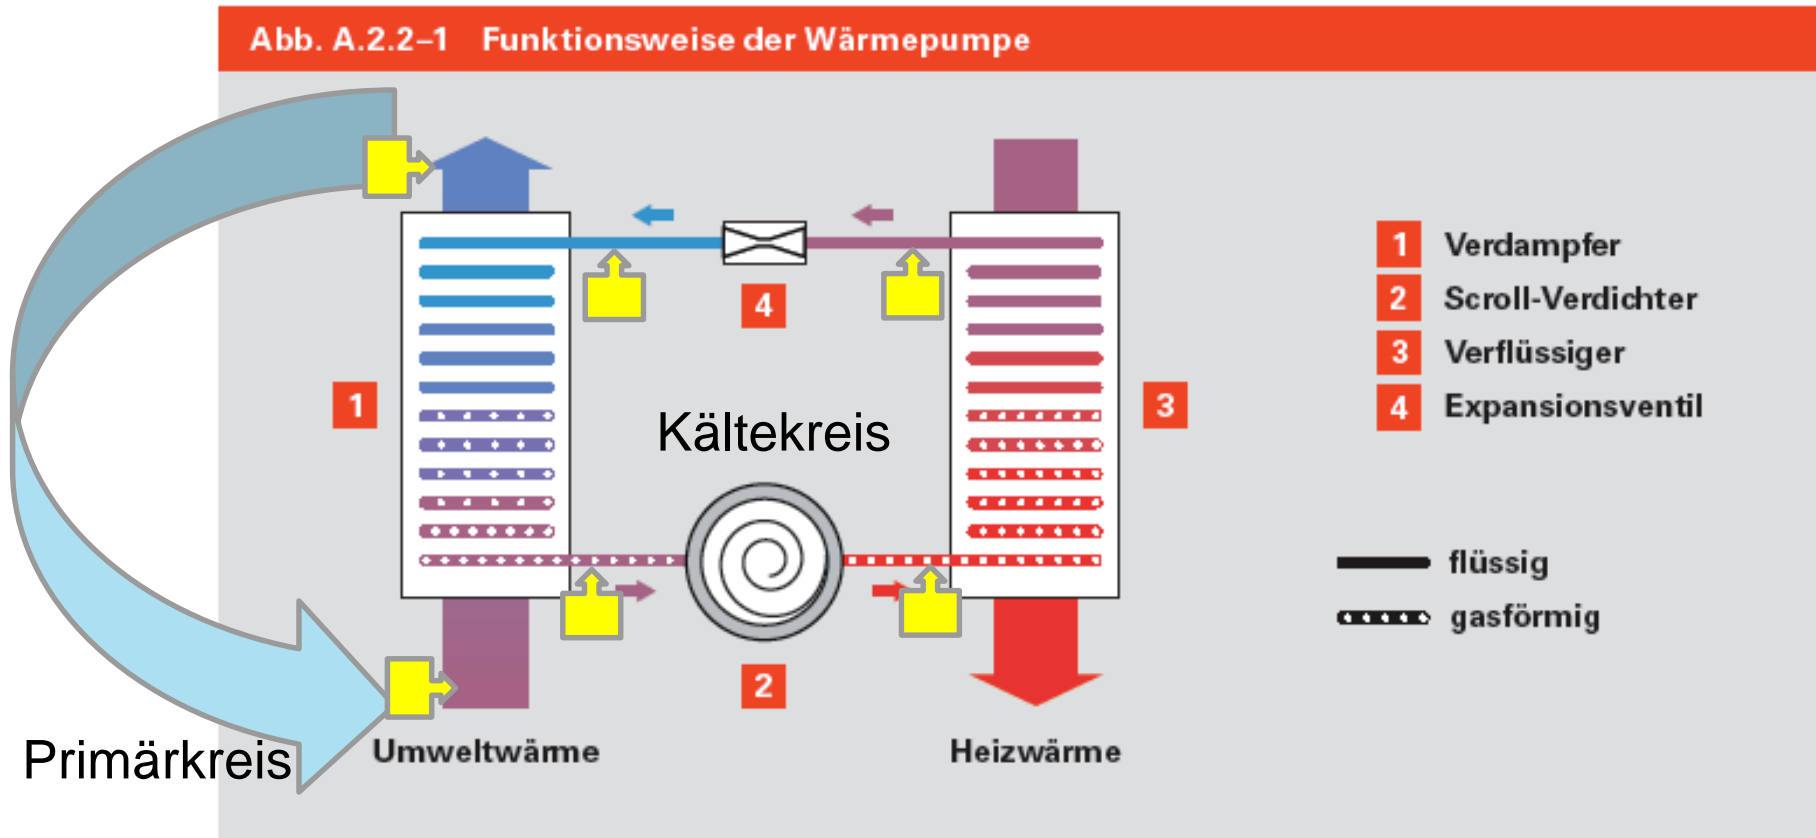 Abb. A.2.2–1 Funktionsweise der Wärmepumpe
4
1 Verdampfer
2 Scroll-Verdichter
3 Verflüssiger
4 Expansionsventil
1
Kältekreis
3
flüssig
gasförmig
2
Primärkreis
Umweltwärme
Heizwärme